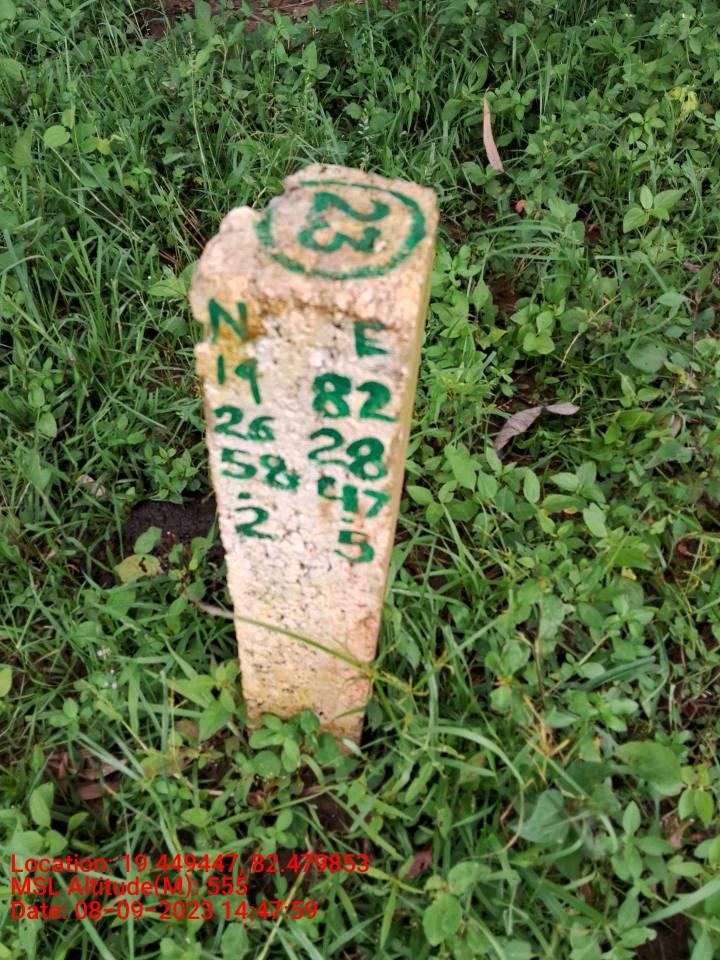 23
N E
19 82
26 28
58 47
. .
2 5
Location: 19.449447, 82.479853
MSL Altitude(M): 555
Date: 08-09-2023 14:47:59